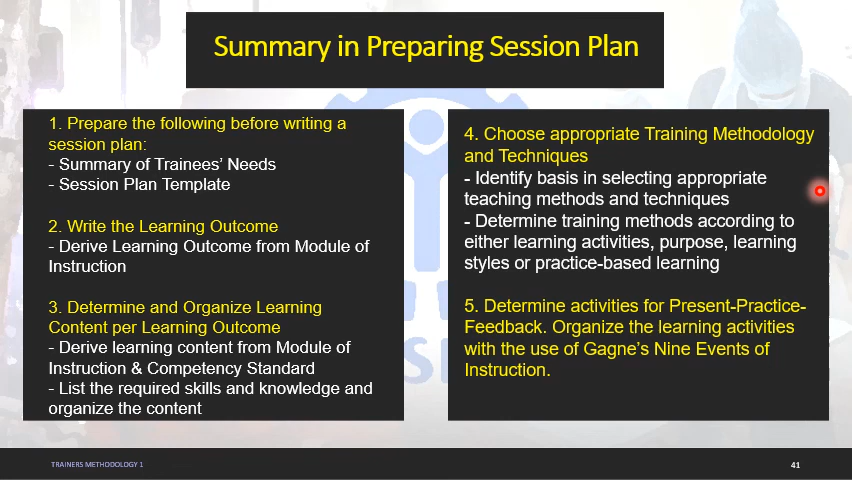 Summary in Preparing Session Plan
1. Prepare the following before writing a
session plan:
- Summary of Trainees’ Needs
- Session Plan Template
2. Write the Learning Outcome
- Derive Learning Outcome from Module of
Instruction
3. Determine and Organize Learning
Content per Learning Outcome
- Derive learning content from Module of
Instruction & Competency Standard
- List the required skills and knowledge and
organize the content
4. Choose appropriate Training Methodology
and Techniques
- Identify basis in selecting appropriate
teaching methods and techniques
- Determine training methods according to
either learning activities, purpose, learning
styles or practice-based learning
5. Determine activities for Present-Practice-
Feedback. Organize the learning activities
with the use of Gagne’s Nine Events of
Instruction.
TRAINERS METHODOLOGY 1
41